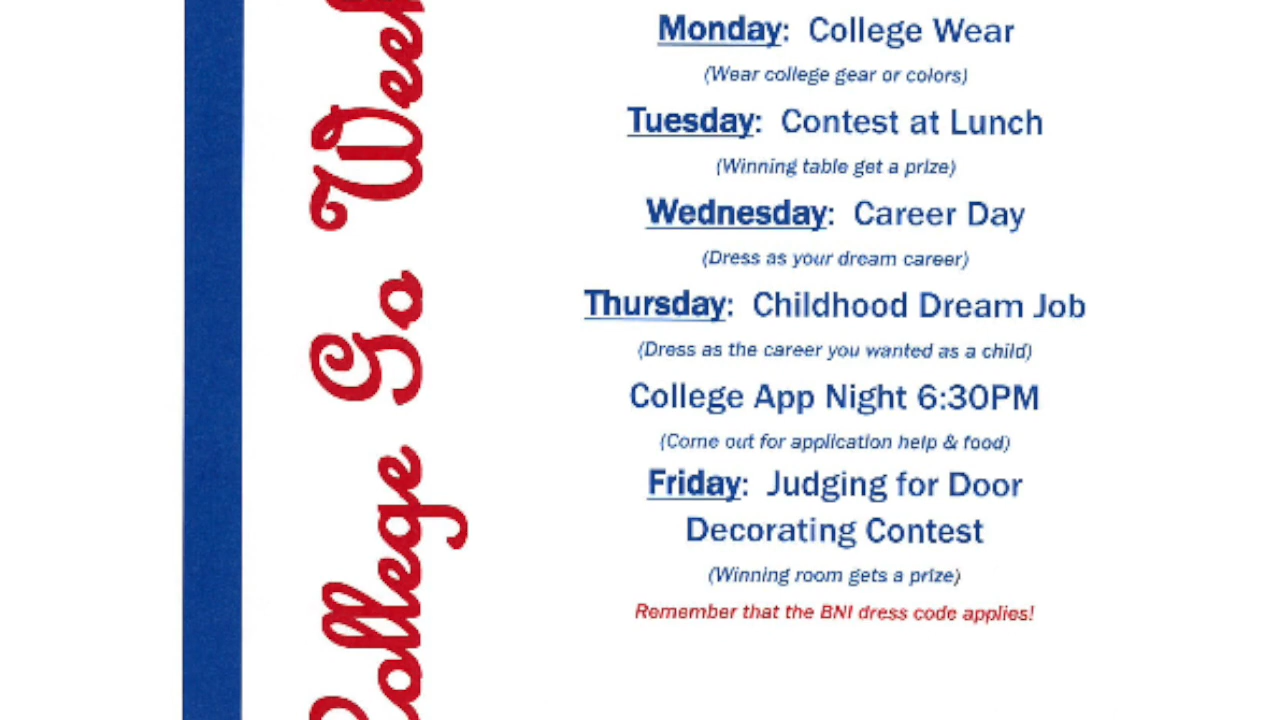 College Go Week
Monday: College Wear
(Wear college gear or colors)
Tuesday: Contest at Lunch
(Winning table get a prize)
Wednesday: Career Day
(Dress as your dream career)
Thursday: Childhood Dream Job
(Dress as the career you wanted as a child)
College App Night 6:30PM
(Come out for application help & food)
Friday: Judging for Door
Decorating Contest
(Winning room gets a prize)
Remember that the BNI dress code applies!